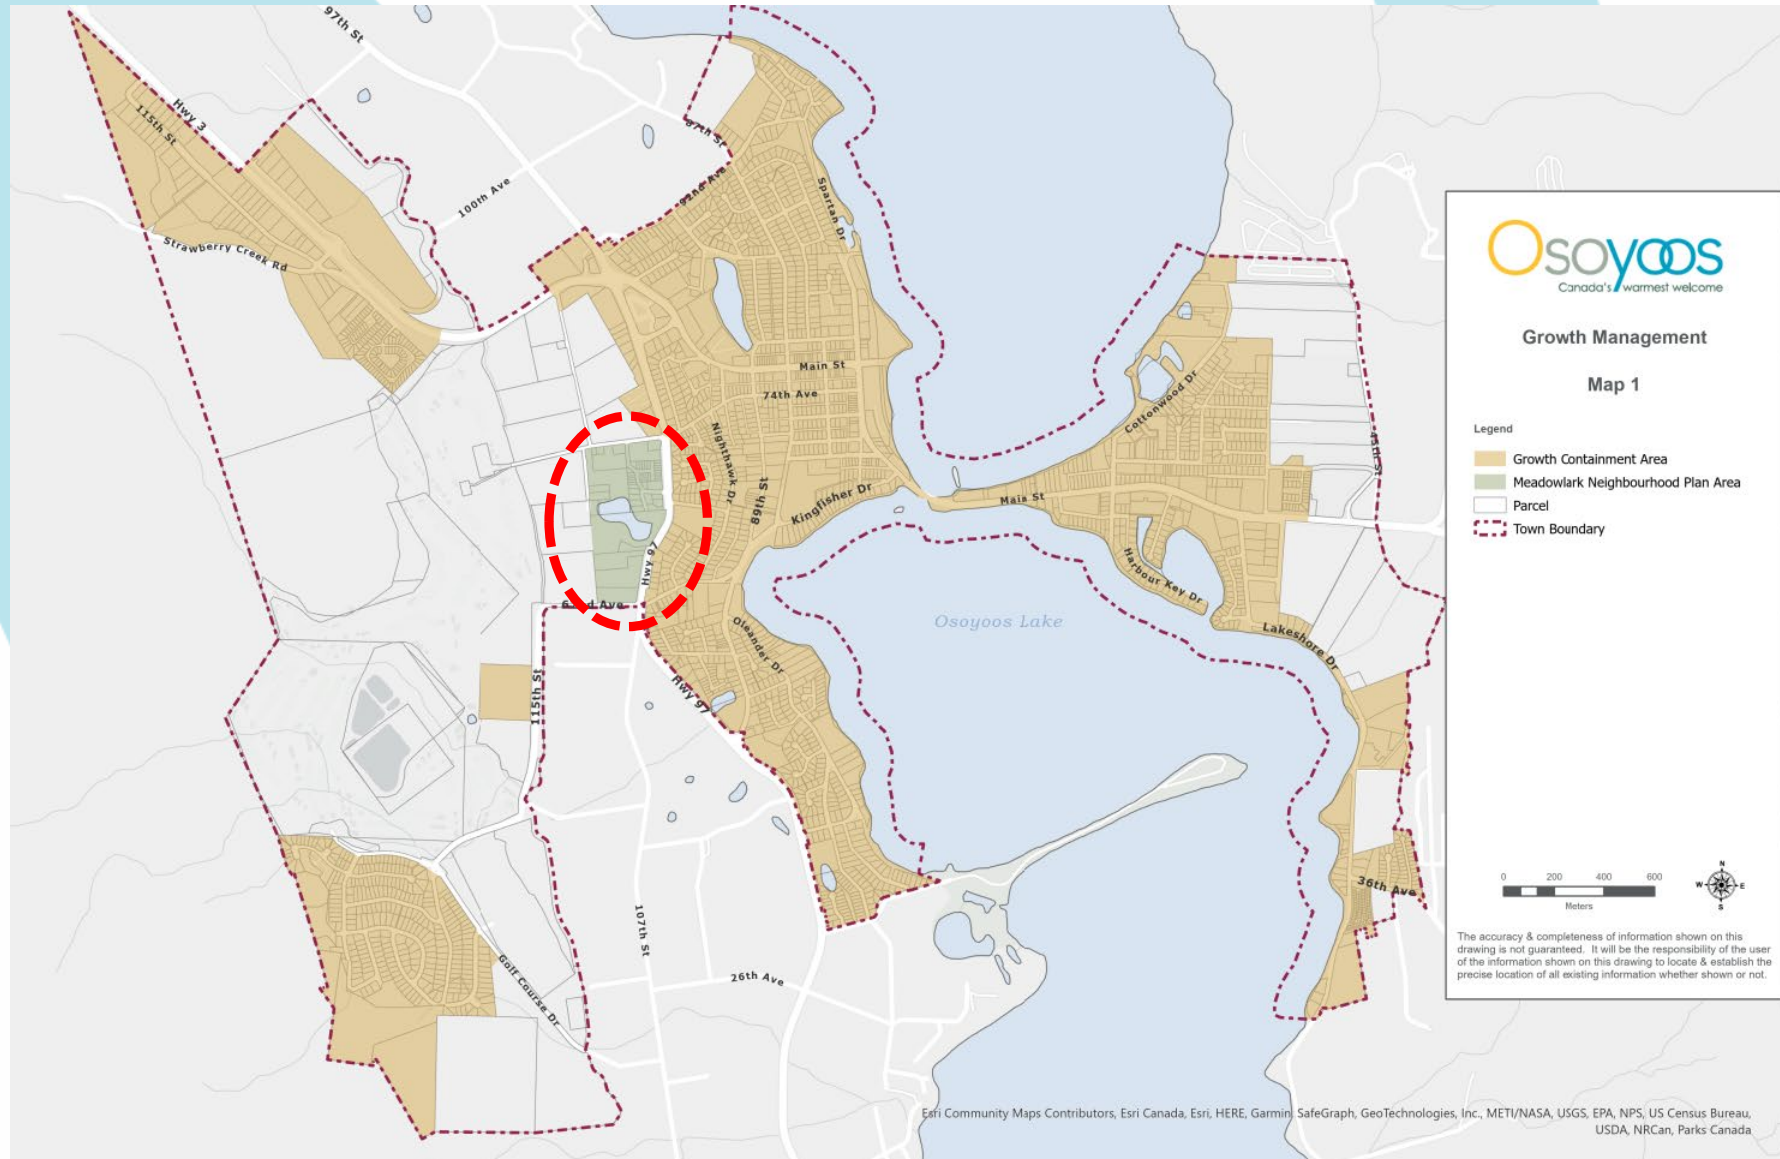 97th St
Hwy 3
115th St
87th St
100th Ave
92nd Ave
Spartan Dr
Strawberry Creek Rd
Main St
74th Ave
Nighthawk Dr
89th St
Kingfisher Dr
Cottonwood Dr
45th St
Main St
Harbour Key Dr
Hwy 97
Ave
Oleander Dr
Osoyoos Lake
Lakeshore Dr
115th St
Hwy 97
36th Ave
107th St
26th Ave
Golf Course Dr
Osoyoos
Canada's warmest welcome
Growth Management
Map 1
Legend
Growth Containment Area
Meadowlark Neighbourhood Plan Area
Parcel
Town Boundary
0 200 400 600
Meters
N
W E
S
The accuracy & completeness of information shown on this
drawing is not guaranteed. It will be the responsibility of the user
of the information shown on this drawing to locate & establish the
precise location of all existing information whether shown or not.
Esri Community Maps Contributors, Esri Canada, Esri, HERE, Garmin, SafeGraph, GeoTechnologies, Inc., METI/NASA, USGS, EPA, NPS, US Census Bureau,
USDA, NRCan, Parks Canada